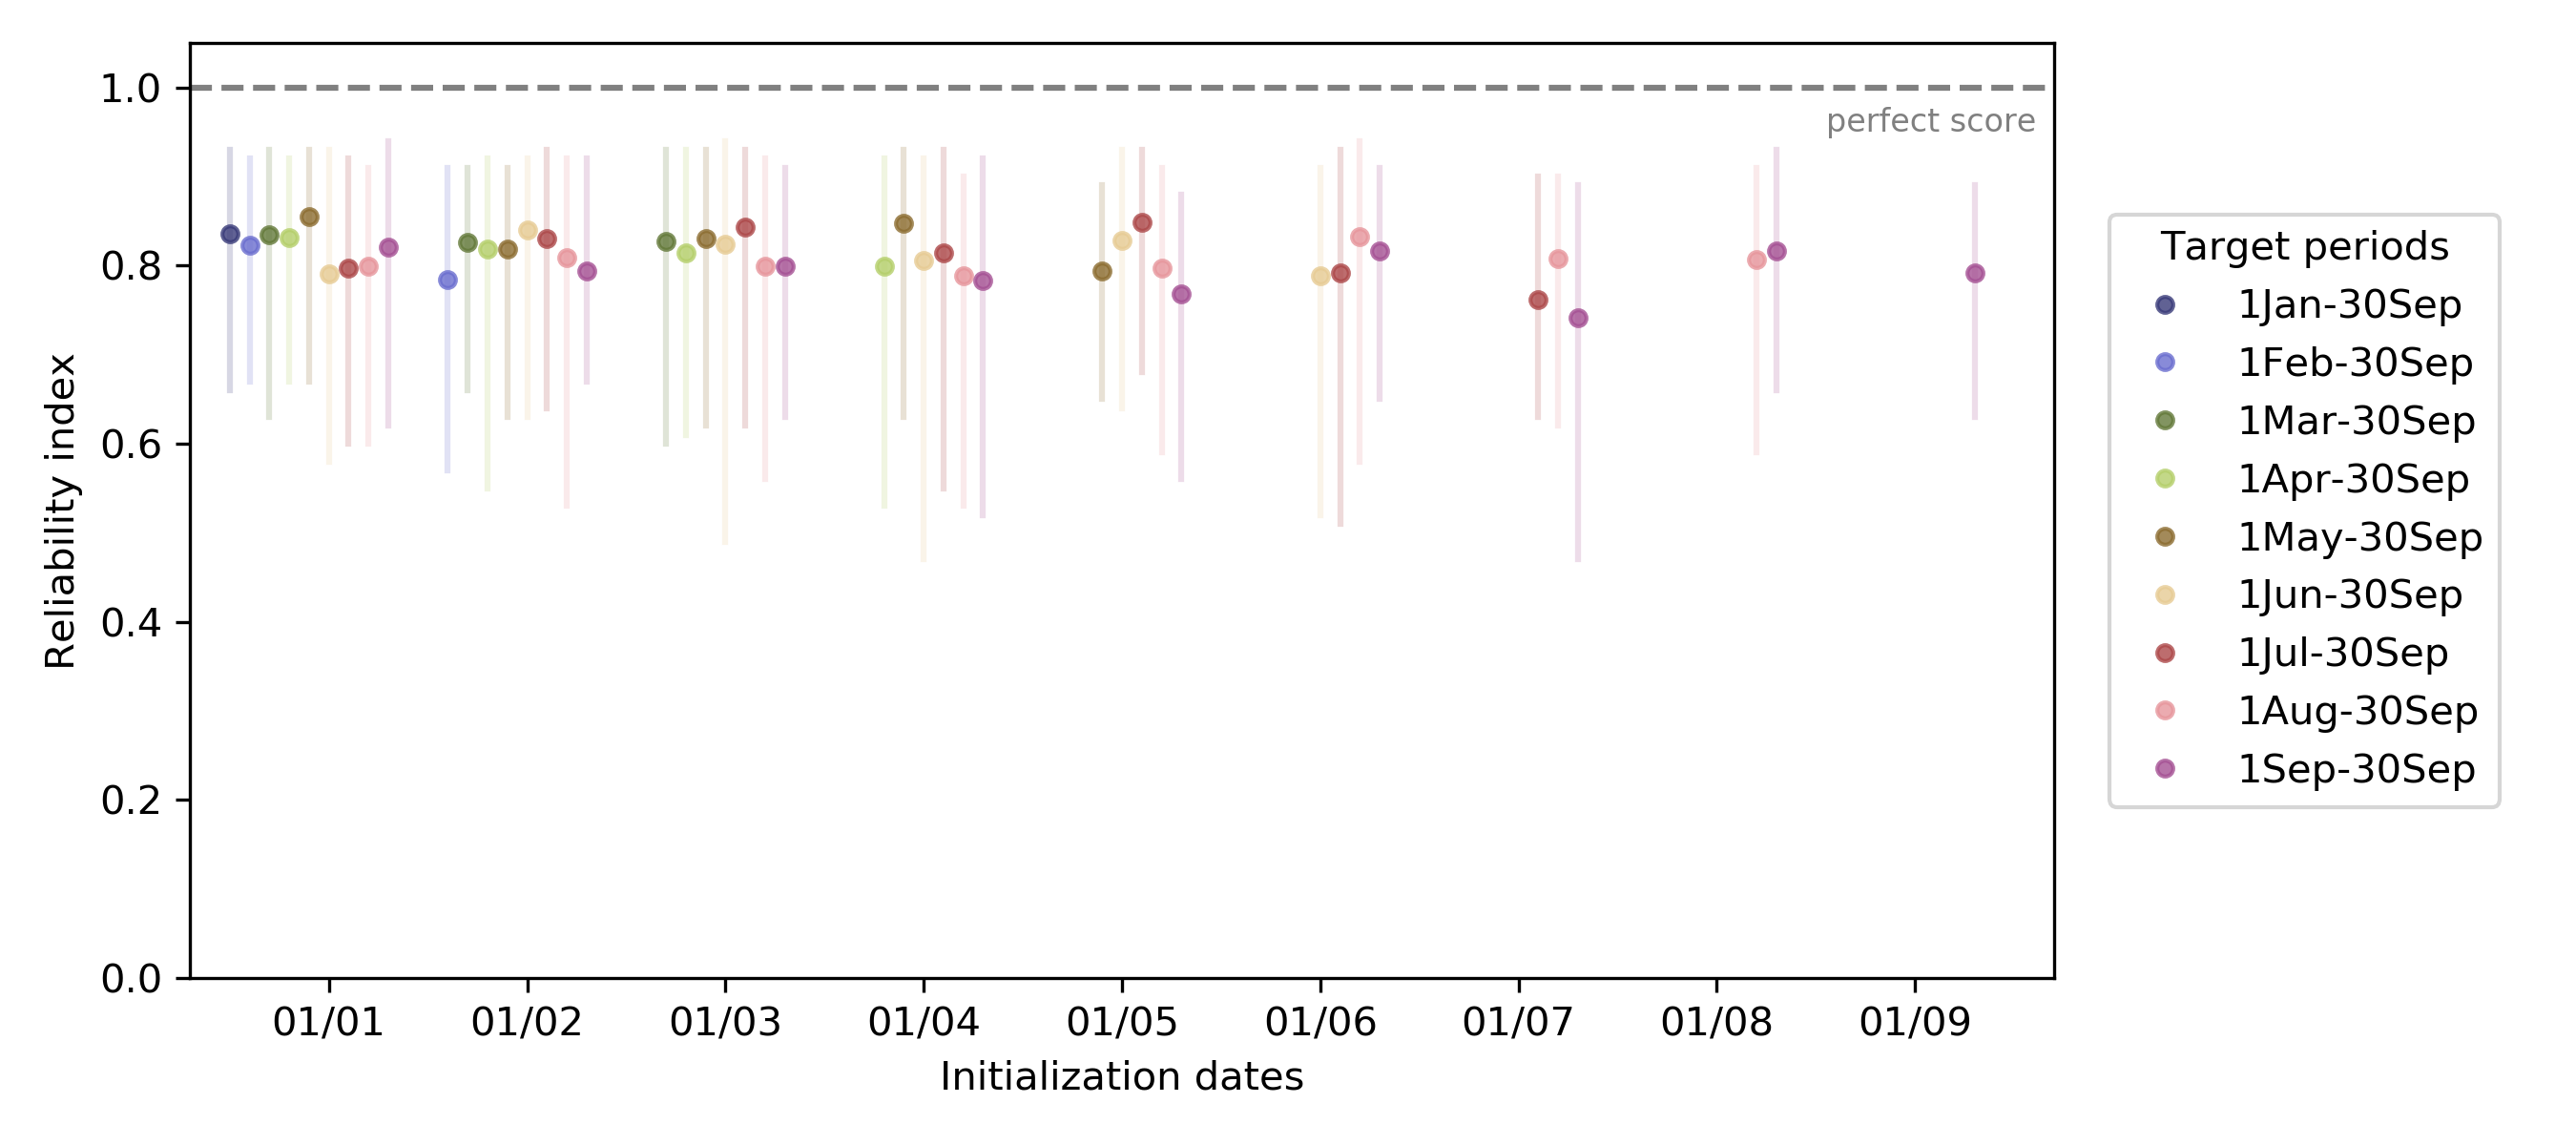 1.0
perfect score
0.8
0.6
0.4
0.2
0.0
Reliability index
01/01 01/02 01/03 01/04 01/05 01/06 01/07 01/08 01/09
Initialization dates
Target periods
1Jan-30Sep
1Feb-30Sep
1Mar-30Sep
1Apr-30Sep
1May-30Sep
1Jun-30Sep
1Jul-30Sep
1Aug-30Sep
1Sep-30Sep